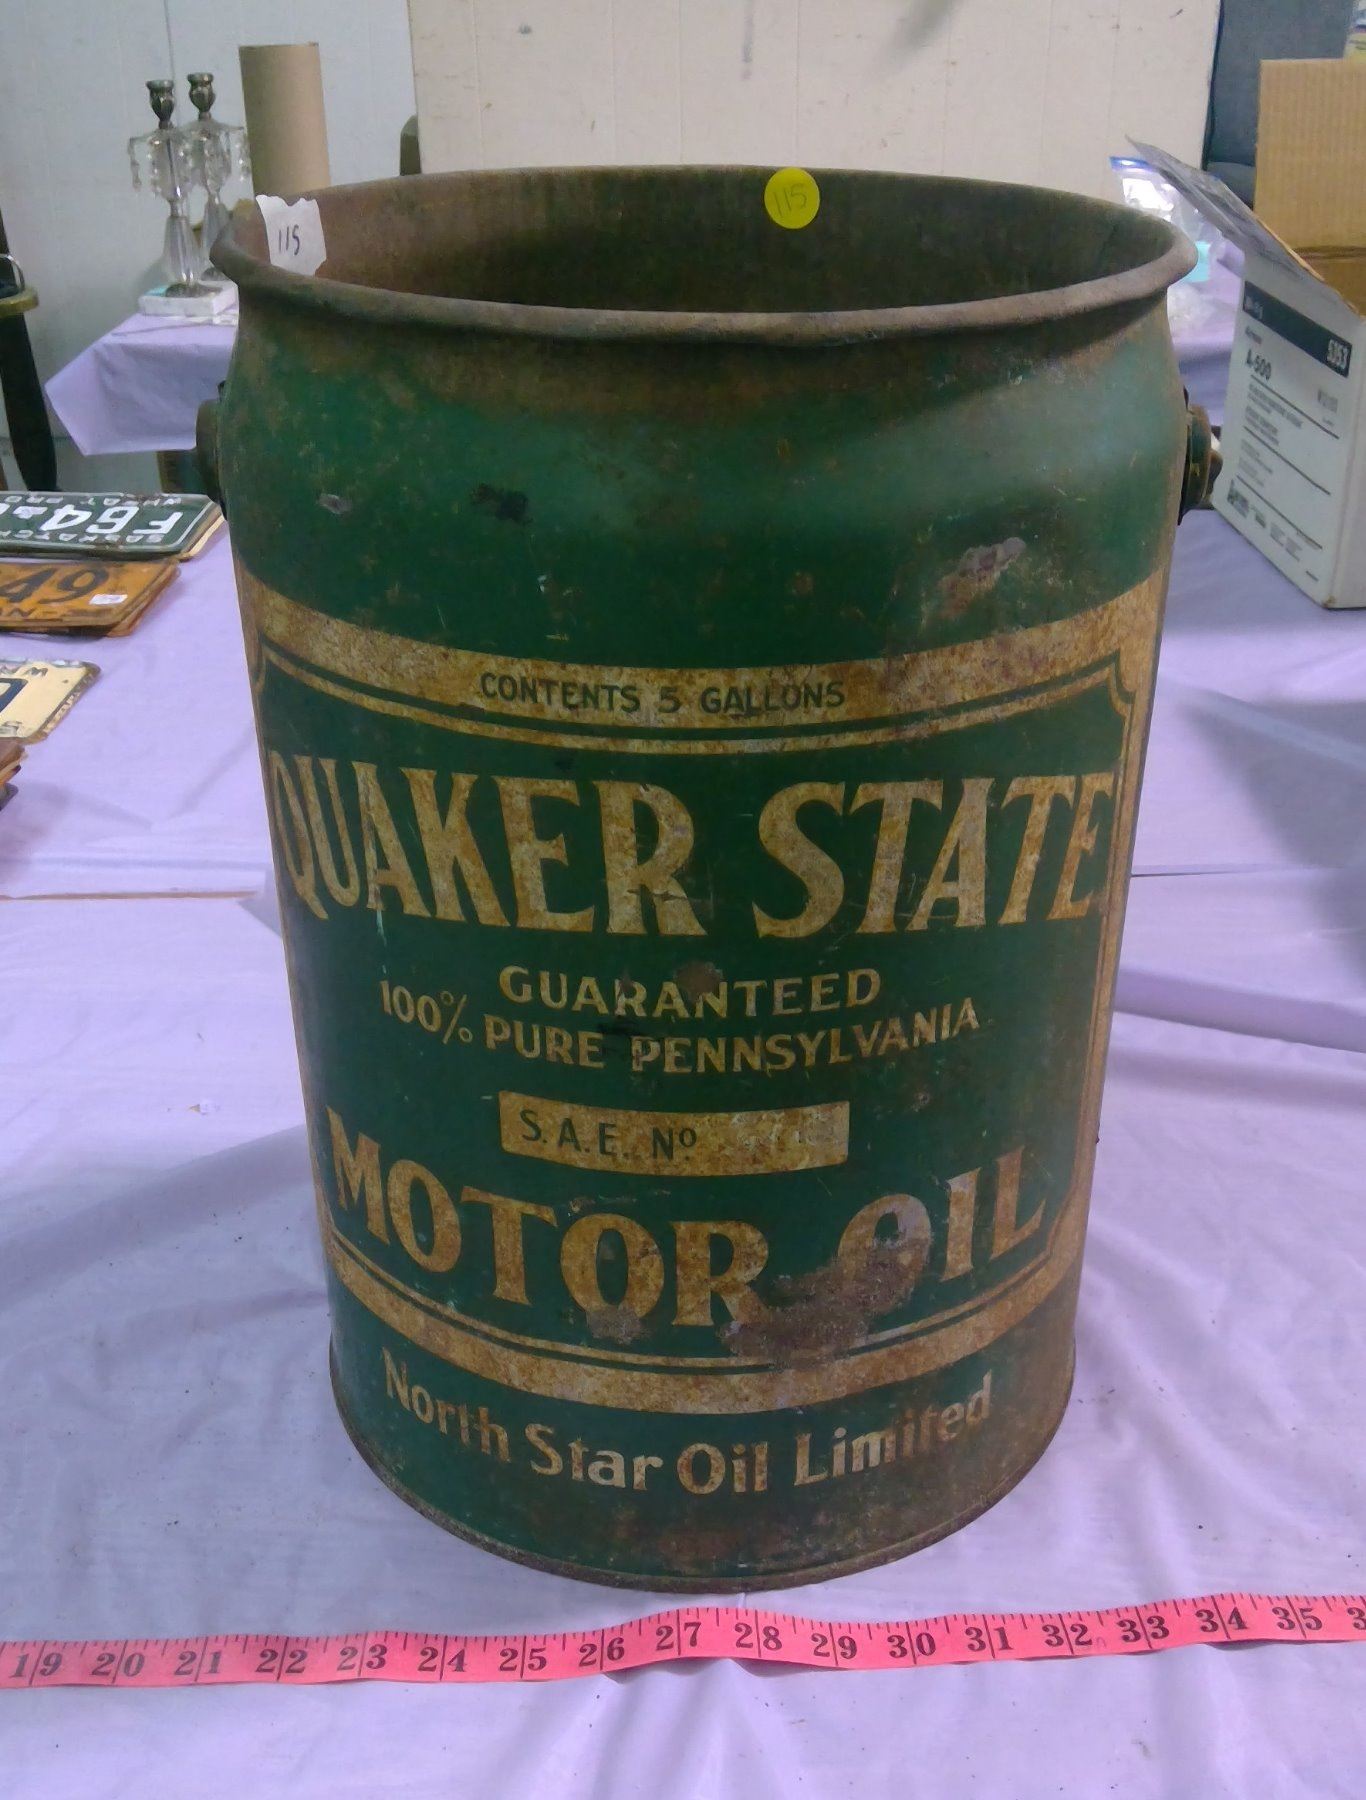 115
115
CONTENTS 5 GALLONS
QUAKER STATE
GUARANTEED
100% PURE PENNSYLVANIA
S.A.E. No
MOTOR OIL
North Star Oil Limited
F64
49
5353
A-500
19 20 21 22 23 24 25 26 27 28 29 30 31 32 33 34 35 3